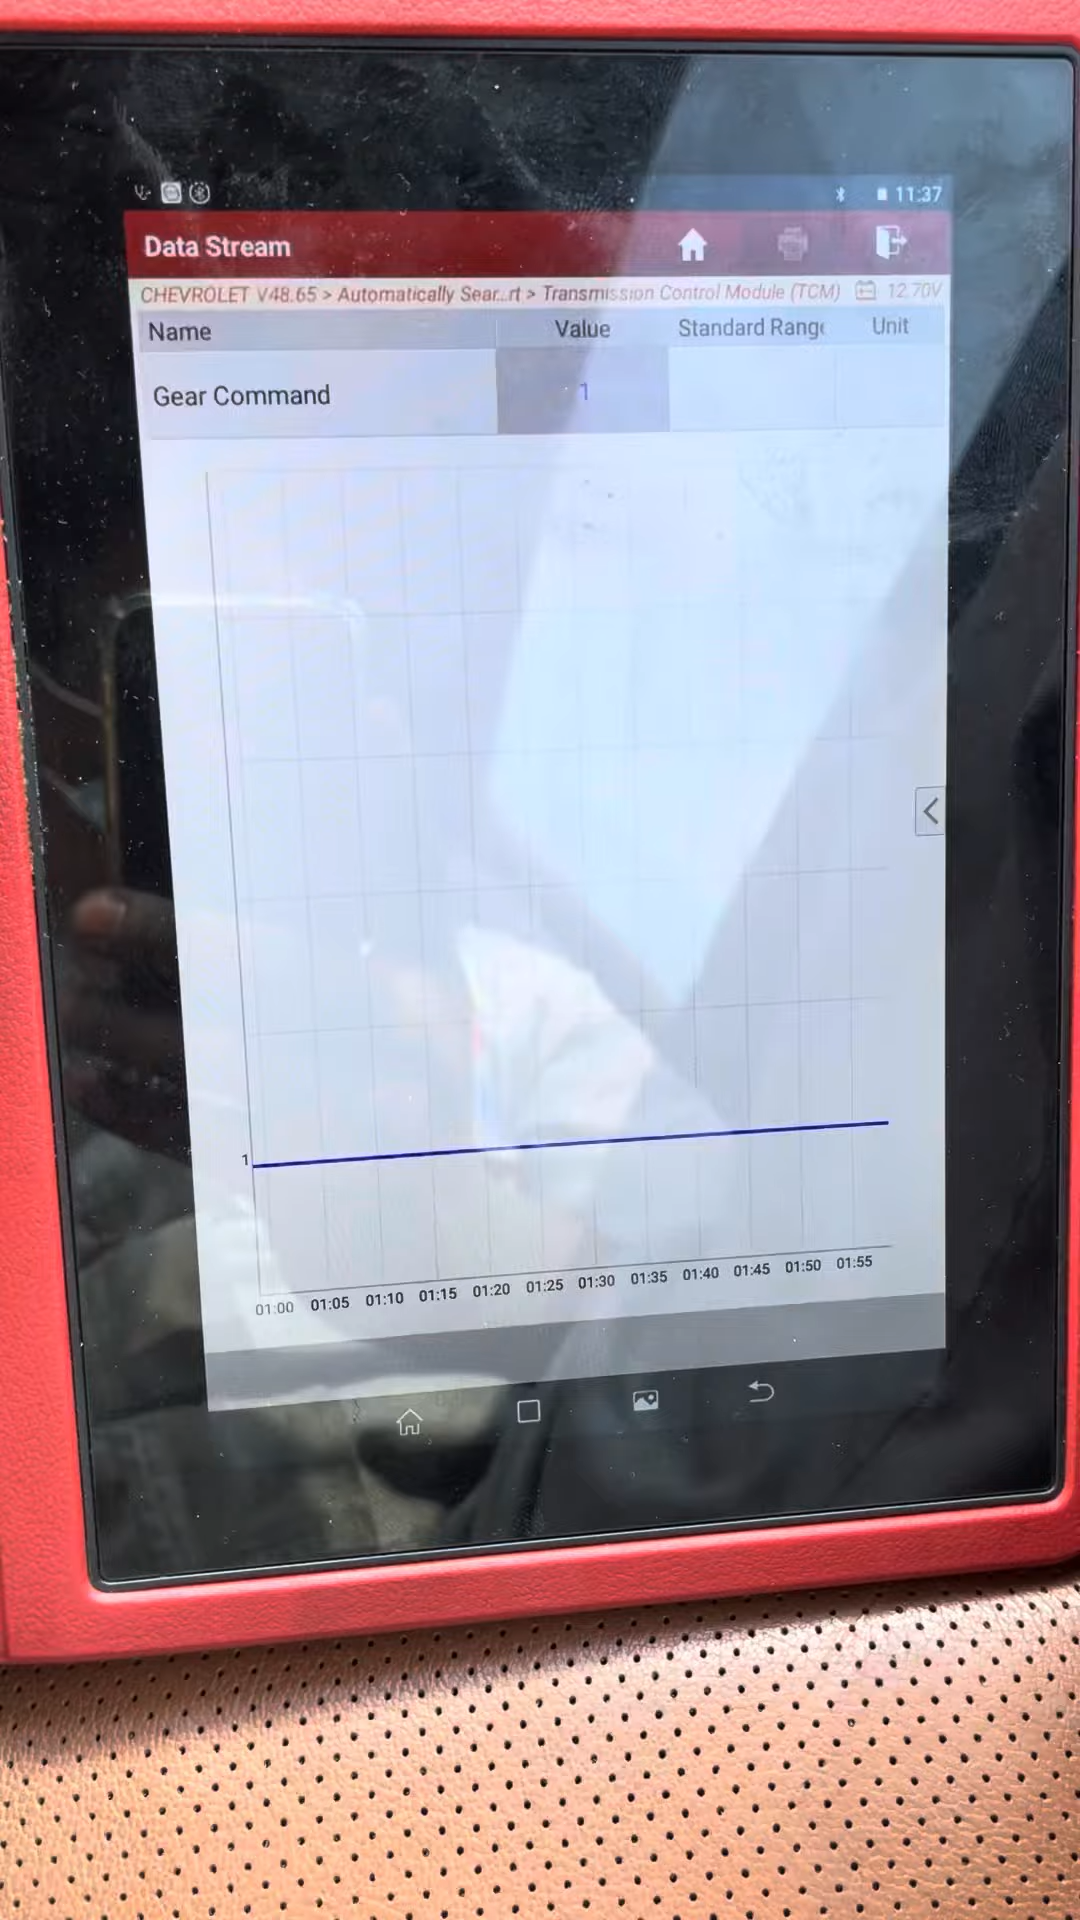 11:37
Data Stream
CHEVROLET V48.65 > Automatically Sear...rt > Transmission Control Module (TCM) 12.70V
Name Value Standard Range Unit
Gear Command 1
1
01:00 01:05 01:10 01:15 01:20 01:25 01:30 01:35 01:40 01:45 01:50 01:55